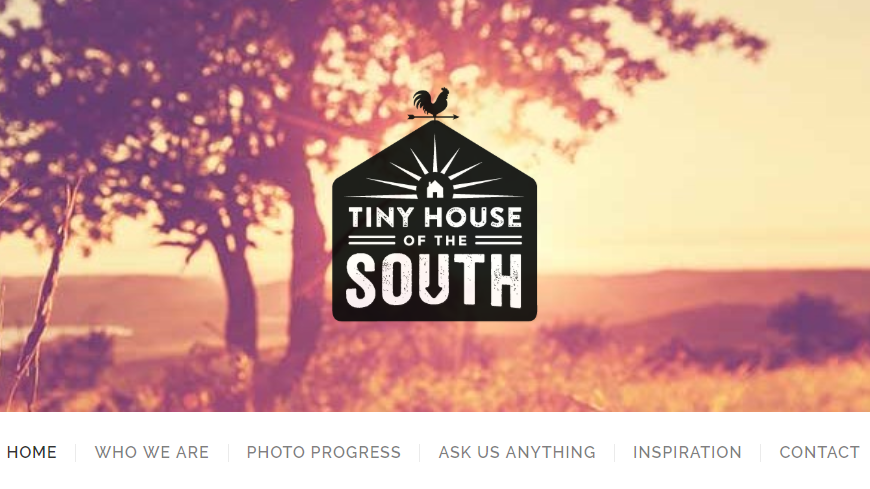 TINY HOUSE
OF THE
SOUTH
HOME WHO WE ARE PHOTO PROGRESS ASK US ANYTHING INSPIRATION CONTACT